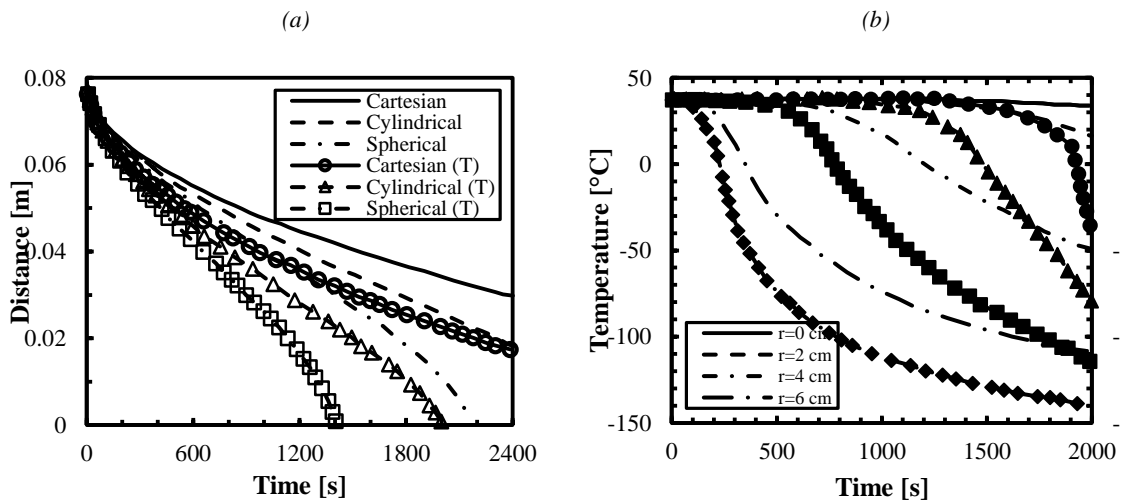 (a)
(b)
0.08
0.06
0.04
0.02
0
Distance [m]
Cartesian
Cylindrical
Spherical
Cartesian (T)
Cylindrical (T)
Spherical (T)
0
600
1200
1800
2400
Time [s]
50
0
-50
-100
-150
Temperature [°C]
r=0 cm
r=2 cm
r=4 cm
r=6 cm
0
500
1000
1500
2000
Time [s]
-
-
-